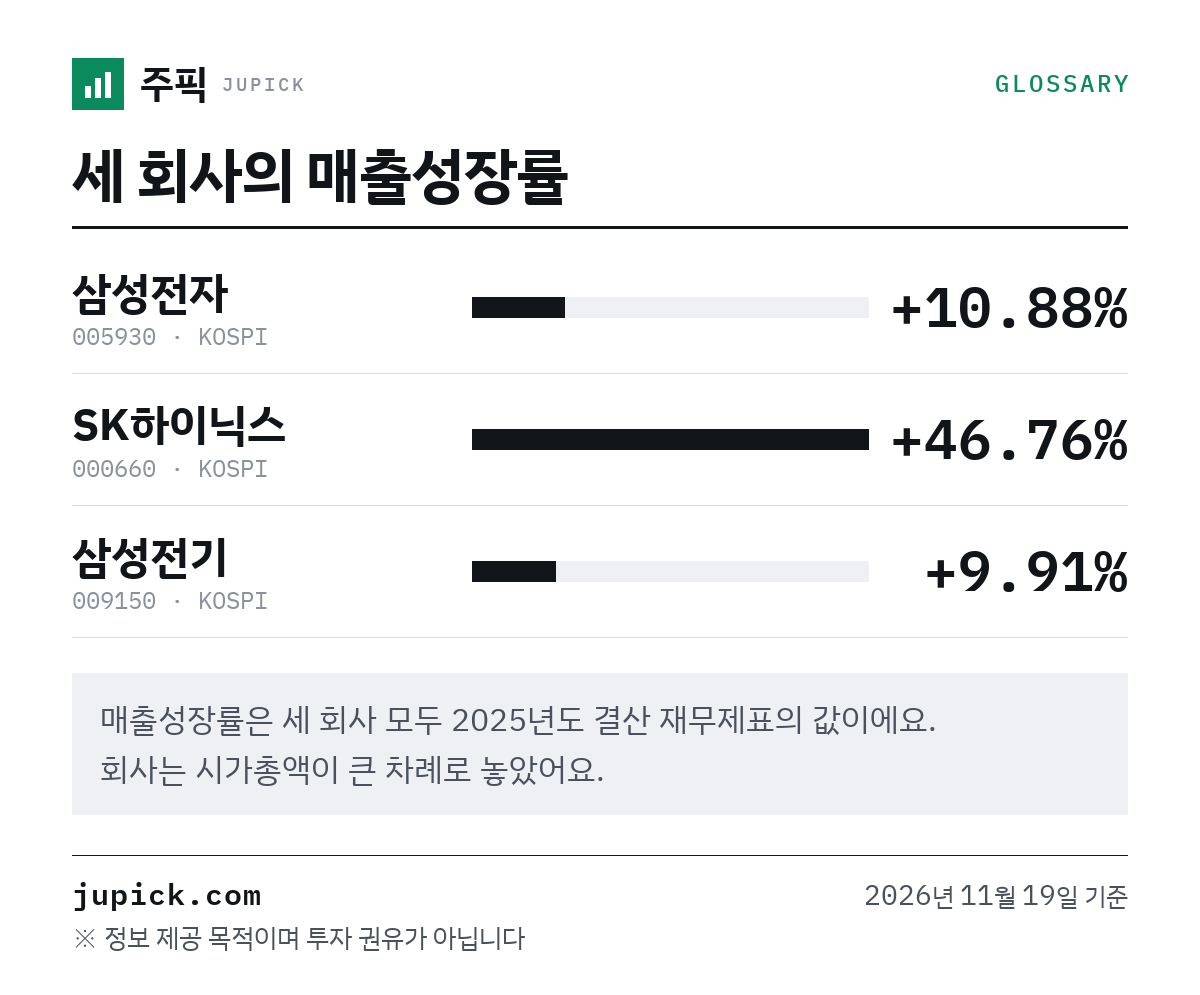 주픽 JUPICK
GLOSSARY
세 회사의 매출성장률
삼성전자
005930 · KOSPI
+10.88%
SK하이닉스
000660 · KOSPI
+46.76%
삼성전기
009150 · KOSPI
+9.91%
매출성장률은 세 회사 모두 2025년도 결산 재무제표의 값이에요.
회사는 시가총액이 큰 차례로 놓았어요.
jupick.com
2026년 11월 19일 기준
※ 정보 제공 목적이며 투자 권유가 아닙니다